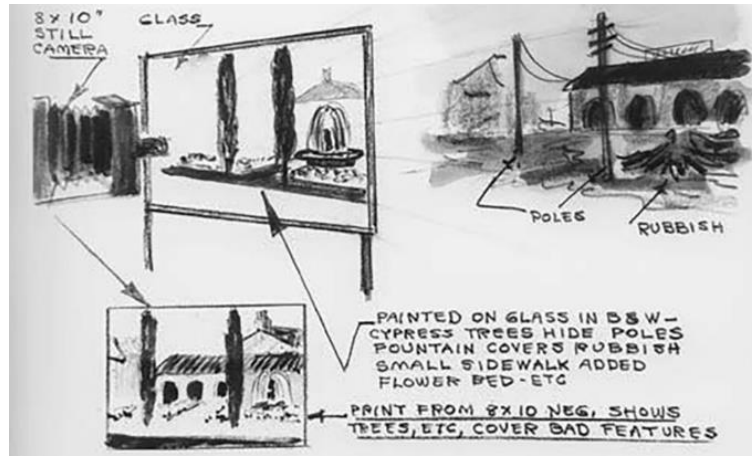 8 X 10"
STILL
CAMERA
GLASS
POLES
RUBBISH
PAINTED ON GLASS IN B&W-
CYPRESS TREES HIDE POLES
FOUNTAIN COVERS RUBBISH
SMALL SIDEWALK ADDED
FLOWER BED-ETC
PRINT FROM 8X10 NEG. SHOWS
TREES, ETC, COVER BAD FEATURES